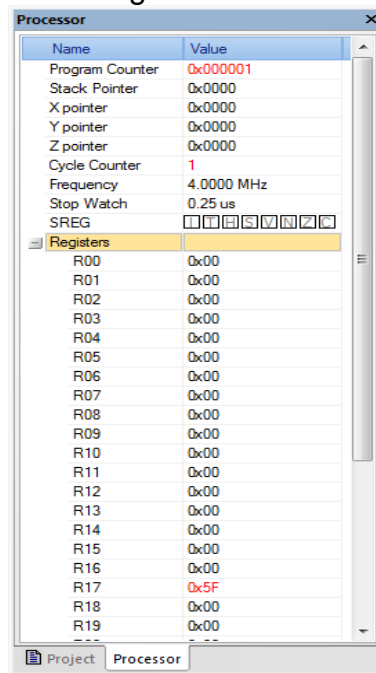 Processor x
Name Value
Program Counter 0x000001
Stack Pointer 0x0000
X pointer 0x0000
Y pointer 0x0000
Z pointer 0x0000
Cycle Counter 1
Frequency 4.0000 MHz
Stop Watch 0.25 us
SREG I T H S V N Z C
Registers
R00 0x00
R01 0x00
R02 0x00
R03 0x00
R04 0x00
R05 0x00
R06 0x00
R07 0x00
R08 0x00
R09 0x00
R10 0x00
R11 0x00
R12 0x00
R13 0x00
R14 0x00
R15 0x00
R16 0x00
R17 0x5F
R18 0x00
R19 0x00
Project Processor